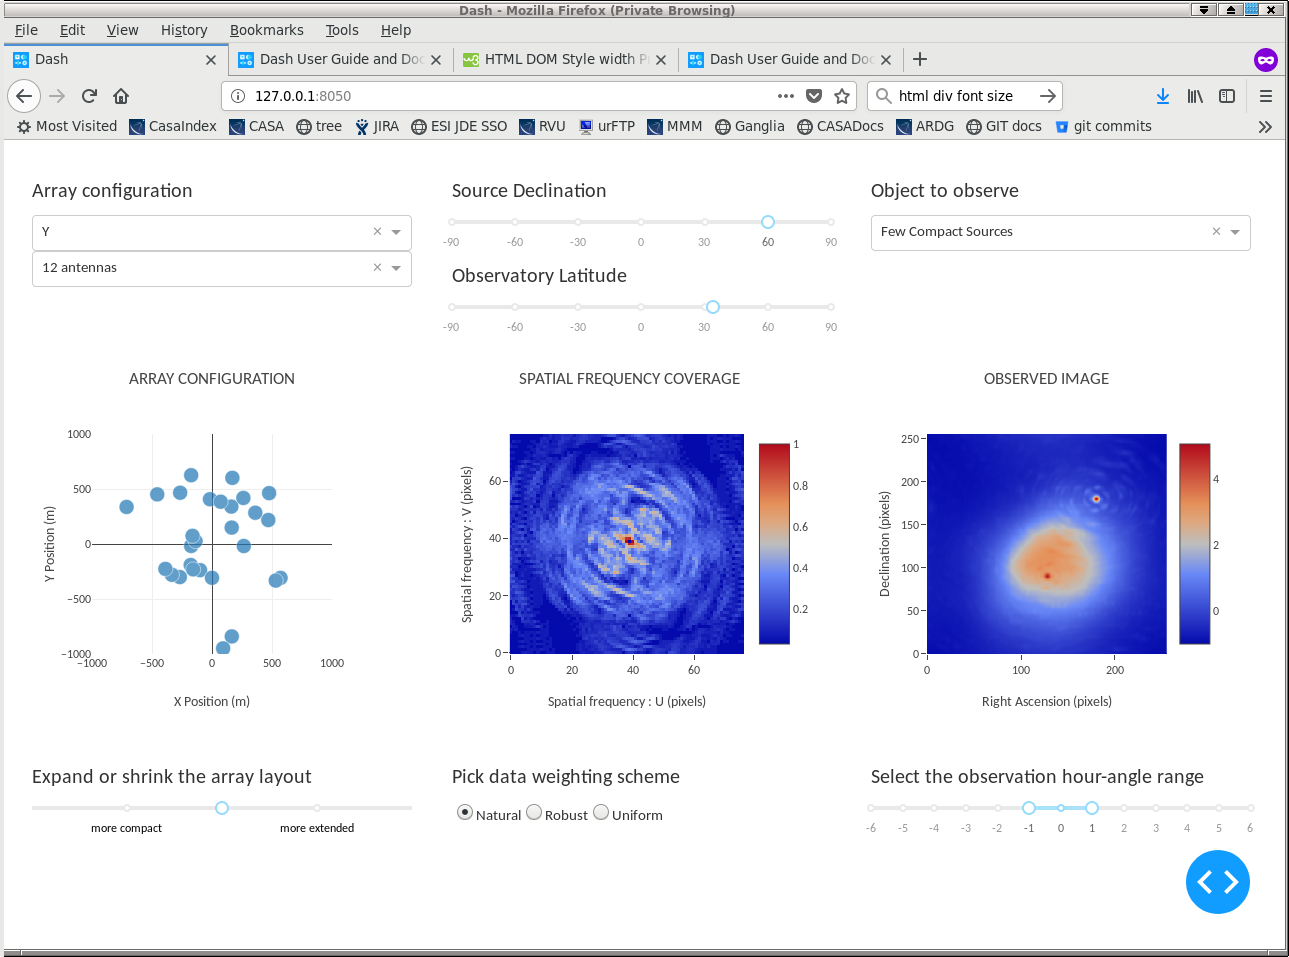 Dash - Mozilla Firefox (Private Browsing)
File Edit View History Bookmarks Tools Help
Dash Dash User Guide and Doc HTML DOM Style width P Dash User Guide and Doc
127.0.0.1:8050 html div font size
Most Visited CasaIndex CASA tree JIRA ESI JDE SSO RVU urFTP MMM Ganglia CASADocs ARDG GIT docs git commits
Array configuration
Y
12 antennas
Source Declination
-90 -60 -30 0 30 60 90
Observatory Latitude
-90 -60 -30 0 30 60 90
Object to observe
Few Compact Sources
ARRAY CONFIGURATION
1000
500
0
−500
−1000
−1000 −500 0 500 1000
Y Position (m)
X Position (m)
SPATIAL FREQUENCY COVERAGE
60
40
20
0
0 20 40 60
Spatial frequency : V (pixels)
Spatial frequency : U (pixels)
1
0.8
0.6
0.4
0.2
OBSERVED IMAGE
250
200
150
100
50
0
0 100 200
Declination (pixels)
Right Ascension (pixels)
4
2
0
Expand or shrink the array layout
more compact more extended
Pick data weighting scheme
Natural Robust Uniform
Select the observation hour-angle range
-6 -5 -4 -3 -2 -1 0 1 2 3 4 5 6